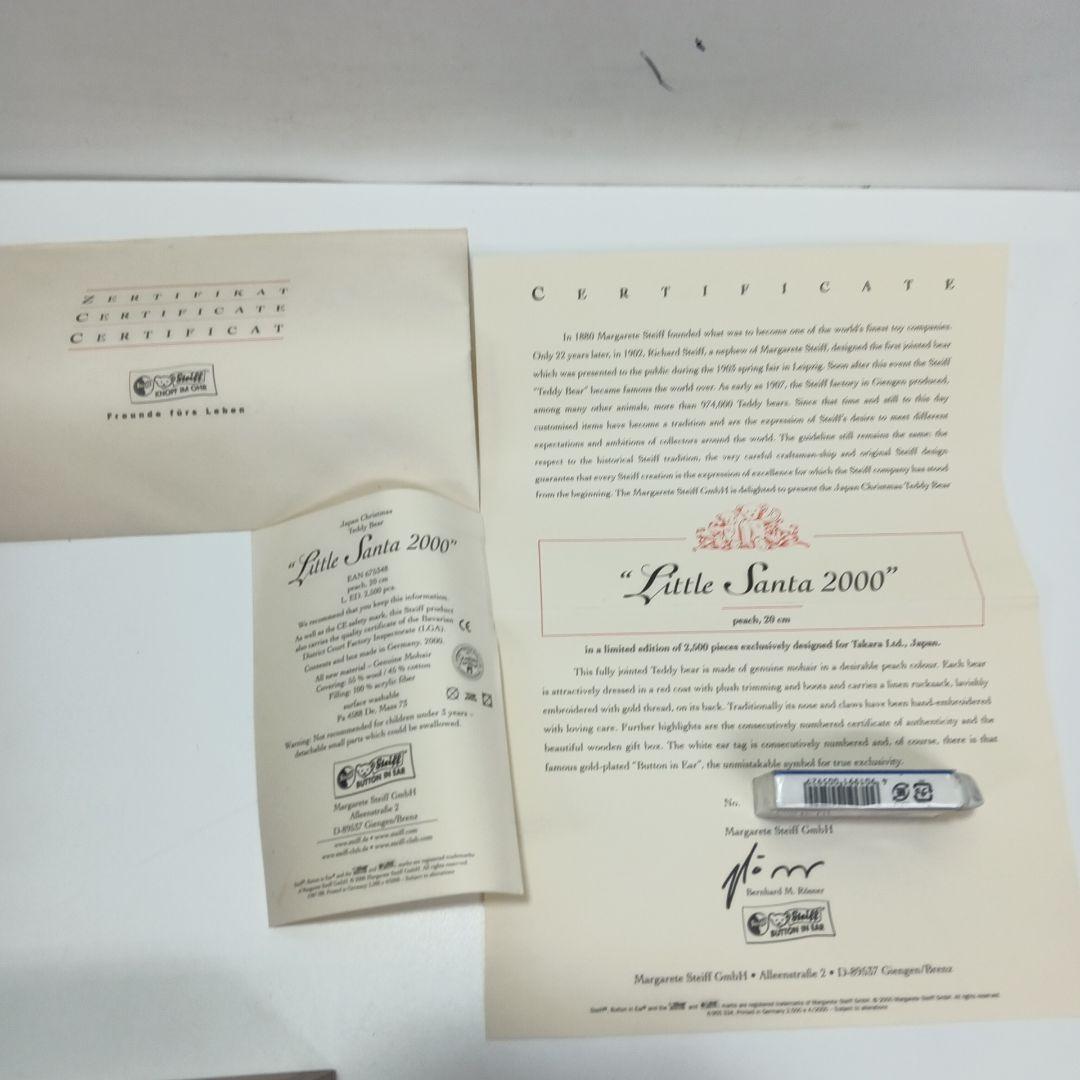 ZERTIFIKAT
CERTIFICATE
CERTIFICAT
Steiff
KNOPF IM OHR
Freunde fürs Leben
Japan Christmas
Teddy Bear
"Little Santa 2000"
EAN 675348
peach, 20 cm
L. ED. 2,500 pcs.
We recommend that you keep this information.
As well as the CE safety mark, this Steiff product
also carries the quality certificate of the Bavarian
District Court Factory Inspectorate (LGA).
Contents and box made in Germany, 2000.
All new material – Genuine Mohair
Covering: 55 % wool / 45 % cotton
Filling: 100 % acrylic fiber
surface washable
Pa 4588 De. Mass 73
Warning: Not recommended for children under 3 years –
detachable small parts which could be swallowed.
CE
Steiff
BUTTON IN EAR
Margarete Steiff GmbH
Alleenstraße 2
D-89537 Giengen/Brenz
www.steiff.de • www.steiff.com
www.steiff-club.de • www.steiff-club.com
CERTIFICATE
In 1880 Margarete Steiff founded what was to become one of the world's finest toy companies.
Only 22 years later, in 1902, Richard Steiff, a nephew of Margarete Steiff, designed the first jointed bear
which was presented to the public during the 1903 spring fair in Leipzig. Soon after this event the Steiff
"Teddy Bear" became famous the world over. As early as 1907, the Steiff factory in Giengen produced,
among many other animals, more than 974,000 Teddy bears. Since that time and still to this day
customised items have become a tradition and are the expression of Steiff's desire to meet different
expectations and ambitions of collectors around the world. The guideline still remains the same: the
respect to the historical Steiff tradition, the very careful craftsman-ship and original Steiff design
guarantee that every Steiff creation is the expression of excellence for which the Steiff company has stood
from the beginning. The Margarete Steiff GmbH is delighted to present the Japan Christmas Teddy Bear
"Little Santa 2000"
peach, 20 cm
in a limited edition of 2,500 pieces exclusively designed for Takara Ltd., Japan.
This fully jointed Teddy bear is made of genuine mohair in a desirable peach colour. Each bear
is attractively dressed in a red coat with plush trimming and boots and carries a linen rucksack, lavishly
embroidered with gold thread, on its back. Traditionally its nose and claws have been hand-embroidered
with loving care. Further highlights are the consecutively numbered certificate of authenticity and the
beautiful wooden gift box. The white ear tag is consecutively numbered and, of course, there is that
famous gold-plated "Button in Ear", the unmistakable symbol for true exclusivity.
No.
Margarete Steiff GmbH
Bernhard M. Rösner
Steiff
BUTTON IN EAR
Margarete Steiff GmbH • Alleenstraße 2 • D-89537 Giengen/Brenz